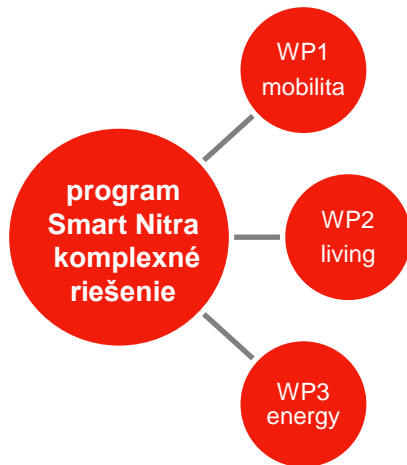 WP1
mobilita
program
Smart Nitra
komplexné
riešenie
WP2
living
WP3
energy